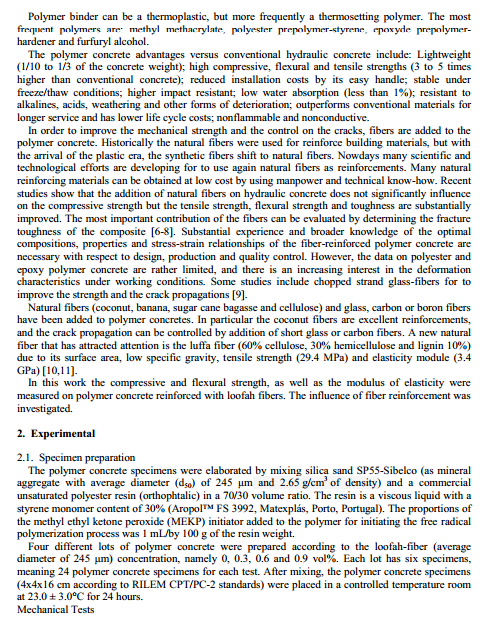 Polymer binder can be a thermoplastic, but more frequently a thermosetting polymer. The most
frequent polymers are: methyl methacrylate, polyester prepolymer-styrene, epoxyde prepolymer-
hardener and furfuryl alcohol.
The polymer concrete advantages versus conventional hydraulic concrete include: Lightweight
(1/10 to 1/3 of the concrete weight); high compressive, flexural and tensile strengths (3 to 5 times
higher than conventional concrete); reduced installation costs by its easy handle; stable under
freeze/thaw conditions; higher impact resistant; low water absorption (less than 1%); resistant to
alkalines, acids, weathering and other forms of deterioration; outperforms conventional materials for
longer service and has lower life cycle costs; nonflammable and nonconductive.
In order to improve the mechanical strength and the control on the cracks, fibers are added to the
polymer concrete. Historically the natural fibers were used for reinforce building materials, but with
the arrival of the plastic era, the synthetic fibers shift to natural fibers. Nowdays many scientific and
technological efforts are developing for to use again natural fibers as reinforcements. Many natural
reinforcing materials can be obtained at low cost by using manpower and technical know-how. Recent
studies show that the addition of natural fibers on hydraulic concrete does not significantly influence
on the compressive strength but the tensile strength, flexural strength and toughness are substantially
improved. The most important contribution of the fibers can be evaluated by determining the fracture
toughness of the composite [6-8]. Substantial experience and broader knowledge of the optimal
compositions, properties and stress-strain relationships of the fiber-reinforced polymer concrete are
necessary with respect to design, production and quality control. However, the data on polyester and
epoxy polymer concrete are rather limited, and there is an increasing interest in the deformation
characteristics under working conditions. Some studies include chopped strand glass-fibers for to
improve the strength and the crack propagations [9].
Natural fibers (coconut, banana, sugar cane bagasse and cellulose) and glass, carbon or boron fibers
have been added to polymer concretes. In particular the coconut fibers are excellent reinforcements,
and the crack propagation can be controlled by addition of short glass or carbon fibers. A new natural
fiber that has attracted attention is the luffa fiber (60% cellulose, 30% hemicellulose and lignin 10%)
due to its surface area, low specific gravity, tensile strength (29.4 MPa) and elasticity module (3.4
GPa) [10,11].
In this work the compressive and flexural strength, as well as the modulus of elasticity were
measured on polymer concrete reinforced with loofah fibers. The influence of fiber reinforcement was
investigated.
2. Experimental
2.1. Specimen preparation
The polymer concrete specimens were elaborated by mixing silica sand SP55-Sibelco (as mineral
aggregate with average diameter (d₅₀) of 245 μm and 2.65 g/cm³ of density) and a commercial
unsaturated polyester resin (orthophtalic) in a 70/30 volume ratio. The resin is a viscous liquid with a
styrene monomer content of 30% (Aropol™ FS 3992, Matexplás, Porto, Portugal). The proportions of
the methyl ethyl ketone peroxide (MEKP) initiator added to the polymer for initiating the free radical
polymerization process was 1 mL/by 100 g of the resin weight.
Four different lots of polymer concrete were prepared according to the loofah-fiber (average
diameter of 245 μm) concentration, namely 0, 0.3, 0.6 and 0.9 vol%. Each lot has six specimens,
meaning 24 polymer concrete specimens for each test. After mixing, the polymer concrete specimens
(4x4x16 cm according to RILEM CPT/PC-2 standards) were placed in a controlled temperature room
at 23.0 ± 3.0°C for 24 hours.
Mechanical Tests